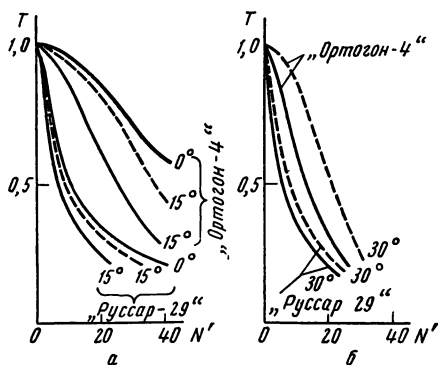 T
1,0
0,5
0
20
40
N'
0°
15°
15°
„Ортогон-4“
0°
15°
15°
„Руссар-29“
а
T
1,0
0,5
0
20
40
N'
„Ортогон-4“
30°
30°
30°
„Руссар 29“
б